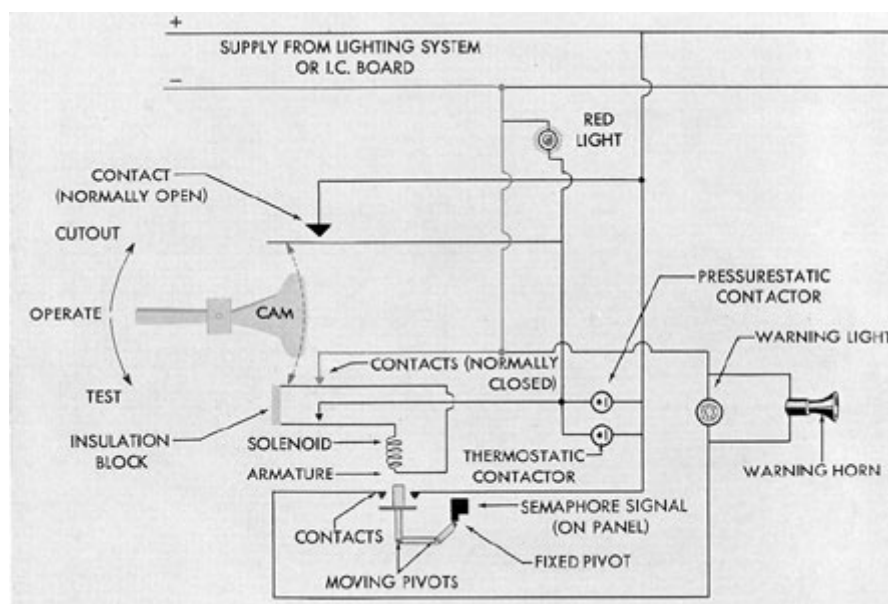 +
SUPPLY FROM LIGHTING SYSTEM
OR I.C. BOARD
−
RED
LIGHT
CONTACT
(NORMALLY OPEN)
CUTOUT
OPERATE
CAM
TEST
PRESSURESTATIC
CONTACTOR
WARNING LIGHT
CONTACTS (NORMALLY
CLOSED)
INSULATION
BLOCK
SOLENOID
ARMATURE
THERMOSTATIC
CONTACTOR
WARNING HORN
CONTACTS
SEMAPHORE SIGNAL
(ON PANEL)
FIXED PIVOT
MOVING PIVOTS